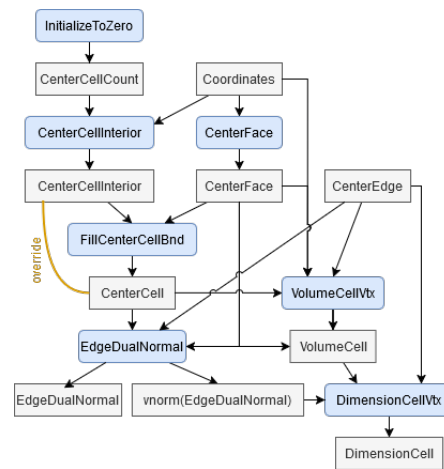 InitializeToZero
CenterCellCount
Coordinates
CenterCellInterior
CenterFace
CenterCellInterior
CenterFace
CenterEdge
FillCenterCellBnd
override
CenterCell
VolumeCellVtx
EdgeDualNormal
VolumeCell
EdgeDualNormal
vnorm(EdgeDualNormal)
DimensionCellVtx
DimensionCell